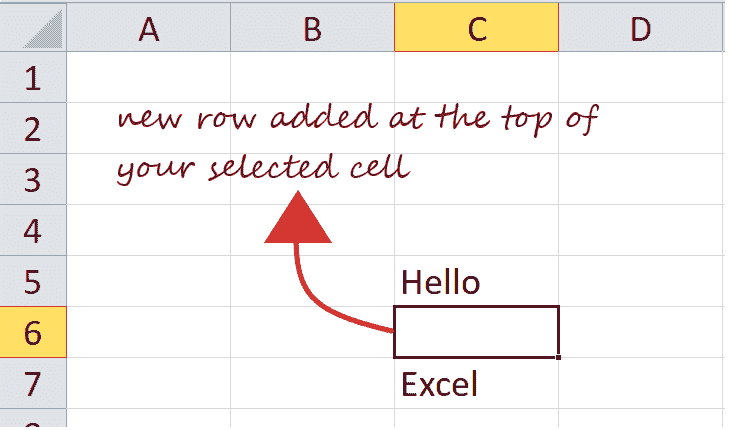 A B C D
1
2 new row added at the top of
3 your selected cell
4
5 Hello
6
7 Excel